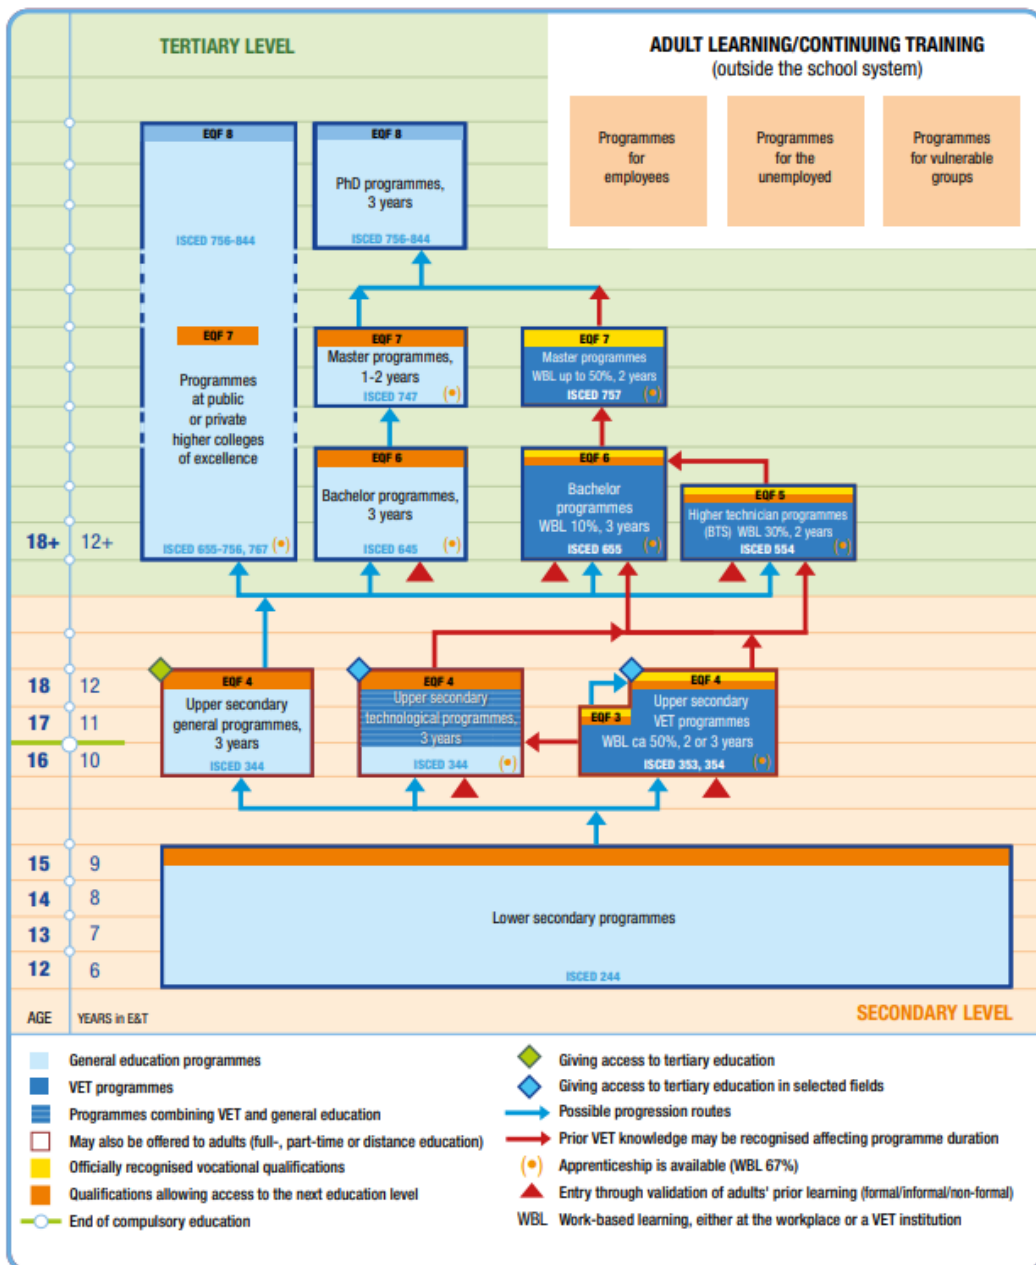 TERTIARY LEVEL
ADULT LEARNING/CONTINUING TRAINING
(outside the school system)
Programmes
for
employees
Programmes
for the
unemployed
Programmes
for vulnerable
groups
EQF 8
ISCED 756-844
EQF 7
Programmes
at public
or private
higher colleges
of excellence
ISCED 655-756, 767
EQF 8
PhD programmes,
3 years
ISCED 756-844
EQF 7
Master programmes,
1-2 years
ISCED 747
EQF 7
Master programmes
WBL up to 50%, 2 years
ISCED 757
EQF 6
Bachelor programmes,
3 years
ISCED 645
EQF 6
Bachelor
programmes
WBL 10%, 3 years
ISCED 655
EQF 5
Higher technician programmes
(BTS) WBL 30%, 2 years
ISCED 554
18+ 12+
18 12
17 11
16 10
EQF 4
Upper secondary
general programmes,
3 years
ISCED 344
EQF 4
Upper secondary
technological programmes,
3 years
ISCED 344
EQF 3
EQF 4
Upper secondary
VET programmes
WBL ca 50%, 2 or 3 years
ISCED 353, 354
15 9
14 8
13 7
12 6
Lower secondary programmes
ISCED 244
AGE YEARS in E&T
SECONDARY LEVEL
General education programmes
VET programmes
Programmes combining VET and general education
May also be offered to adults (full-, part-time or distance education)
Officially recognised vocational qualifications
Qualifications allowing access to the next education level
End of compulsory education
Giving access to tertiary education
Giving access to tertiary education in selected fields
Possible progression routes
Prior VET knowledge may be recognised affecting programme duration
Apprenticeship is available (WBL 67%)
Entry through validation of adults' prior learning (formal/informal/non-formal)
WBL Work-based learning, either at the workplace or a VET institution